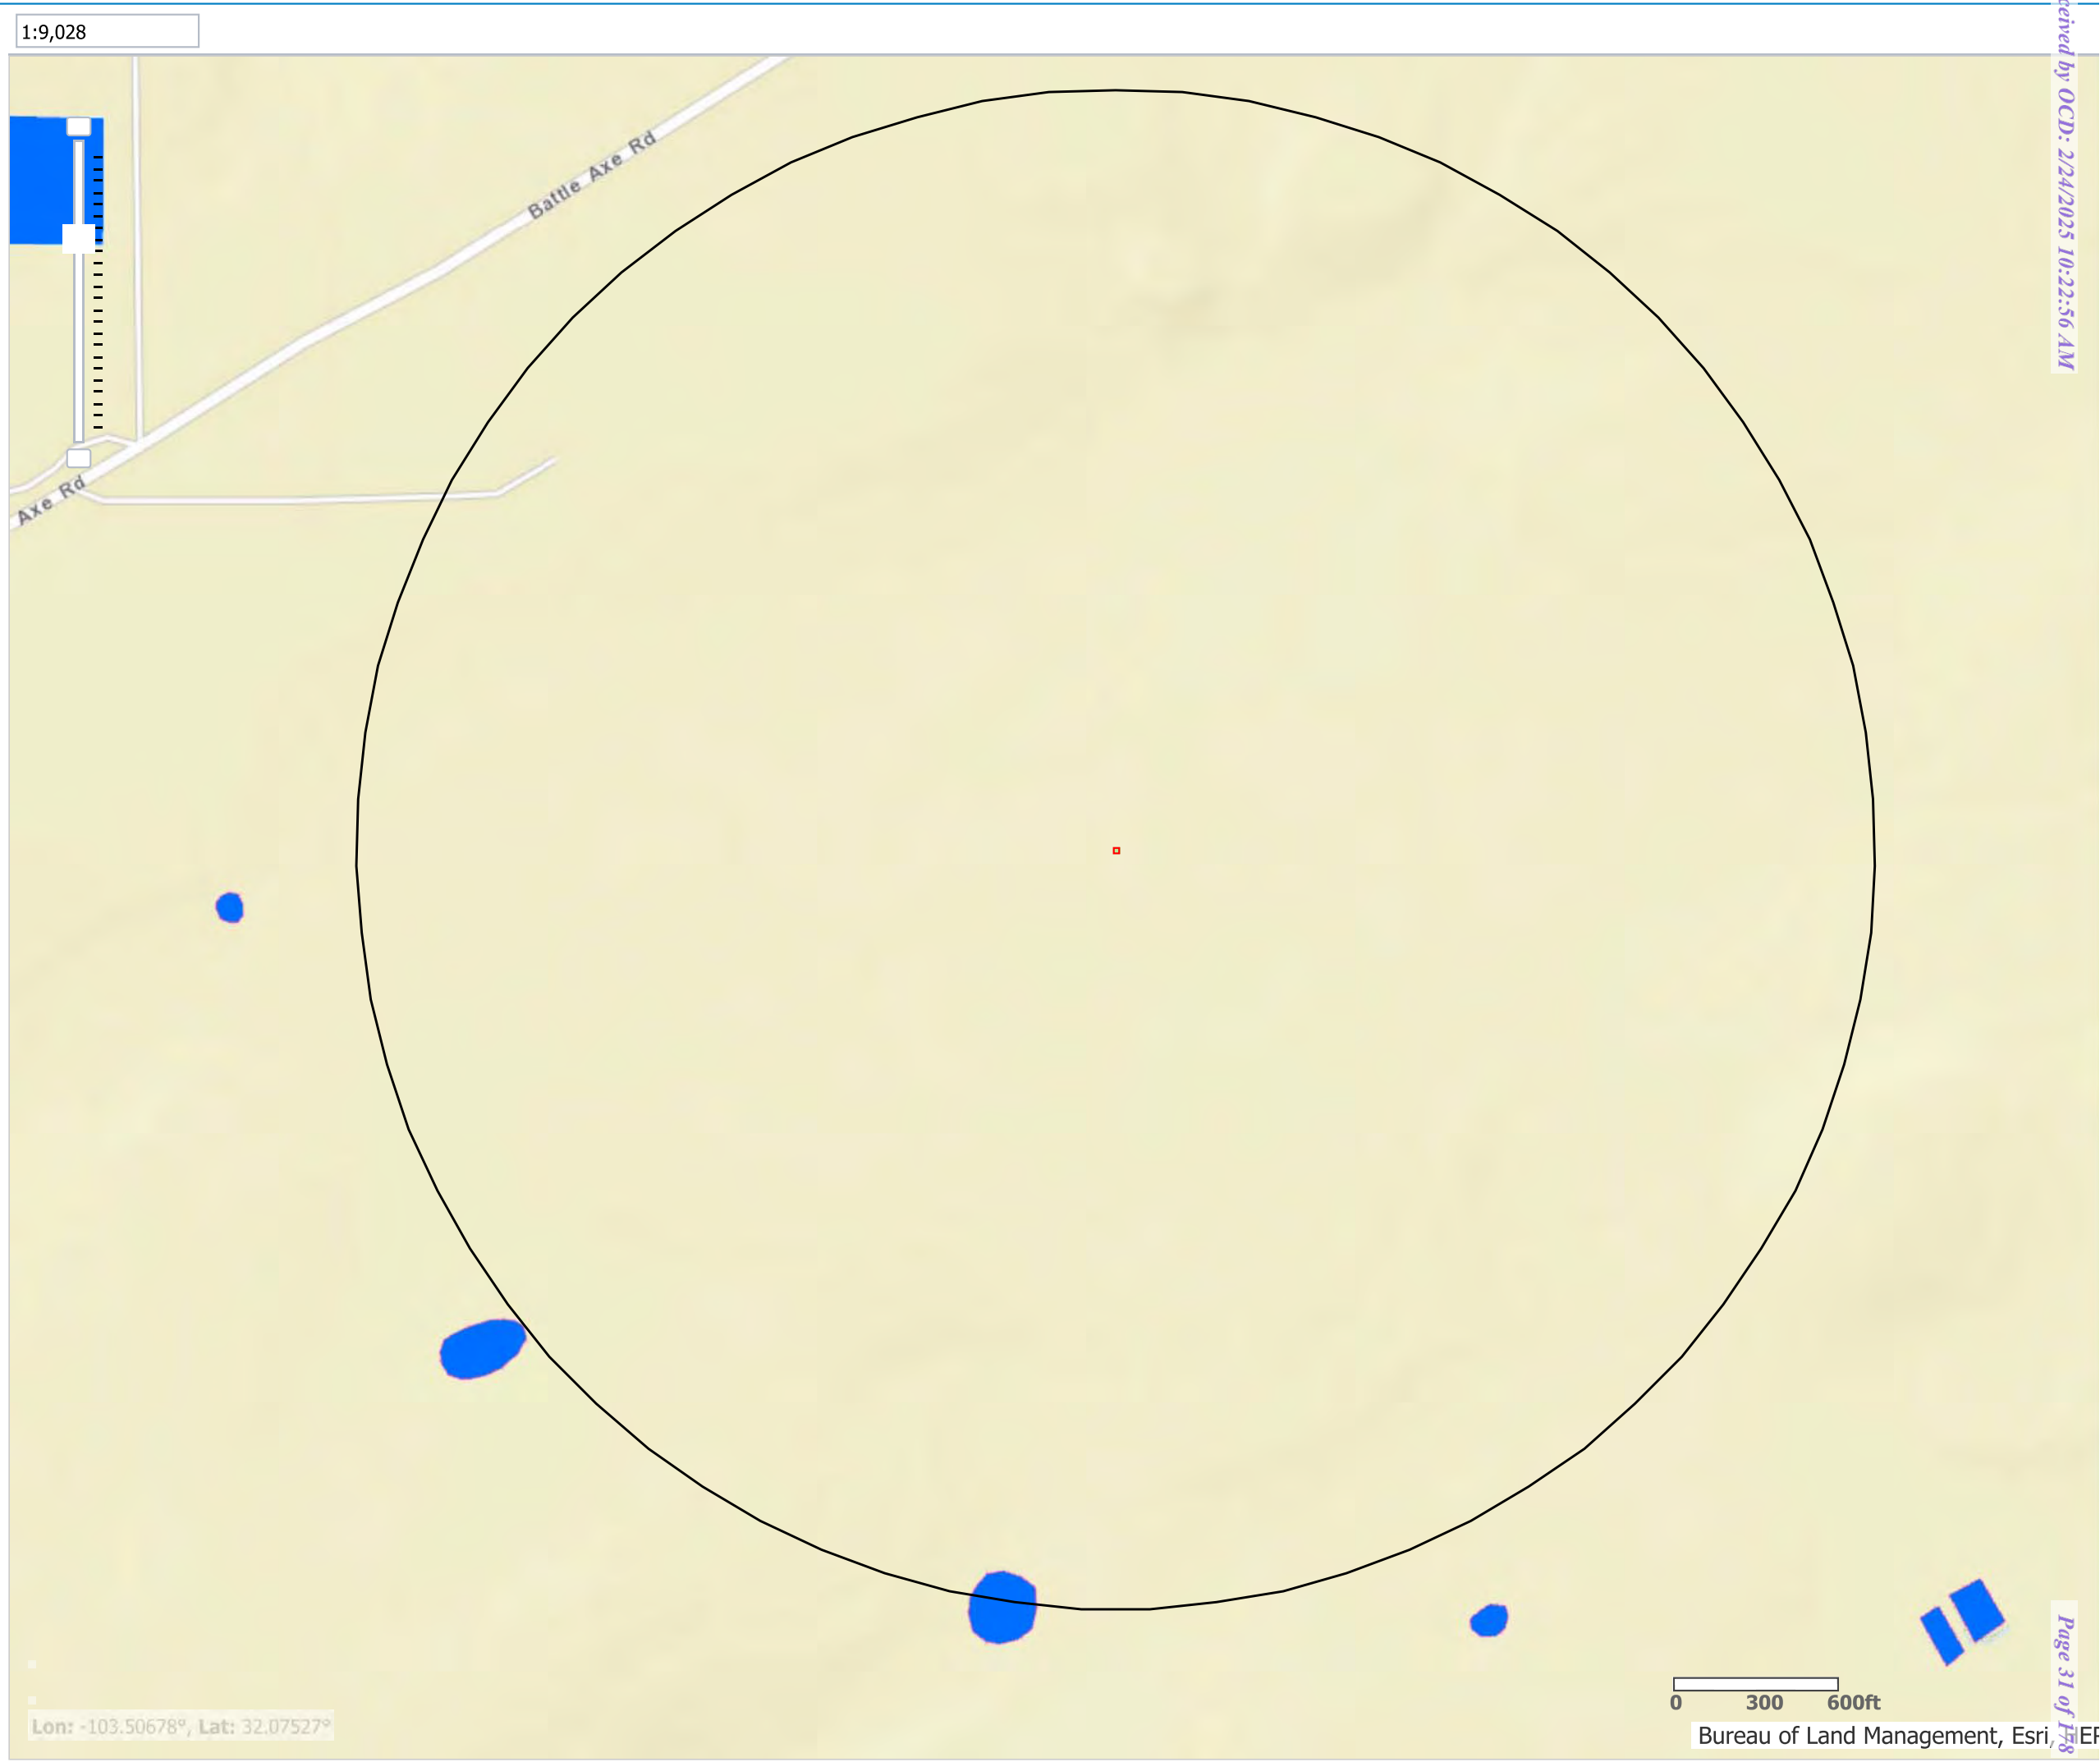 1:9,028
Battle Axe Rd
Axe Rd
Lon: -103.50678°, Lat: 32.07527°
0 300 600ft
Bureau of Land Management, Esri,
ceived by OCD: 2/24/2025 10:22:56 AM
Page 31 of 178